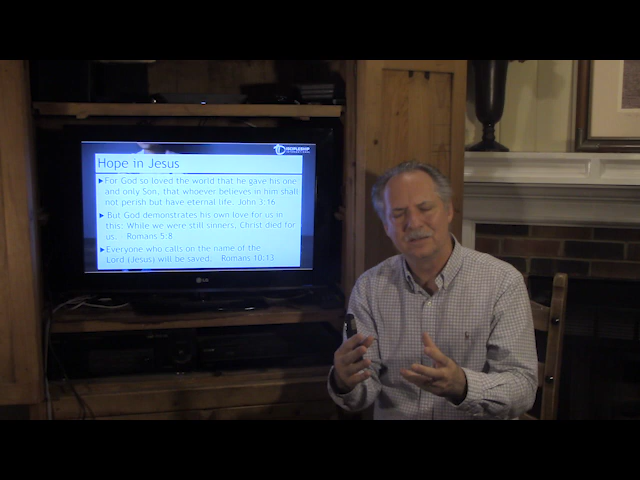 DISCIPLESHIP
Hope in Jesus
For God so loved the world that he gave his one
and only Son, that whoever believes in him shall
not perish but have eternal life. John 3:16
But God demonstrates his own love for us in
this: While we were still sinners, Christ died for
us. Romans 5:8
Everyone who calls on the name of the
Lord (Jesus) will be saved. Romans 10:13
LG